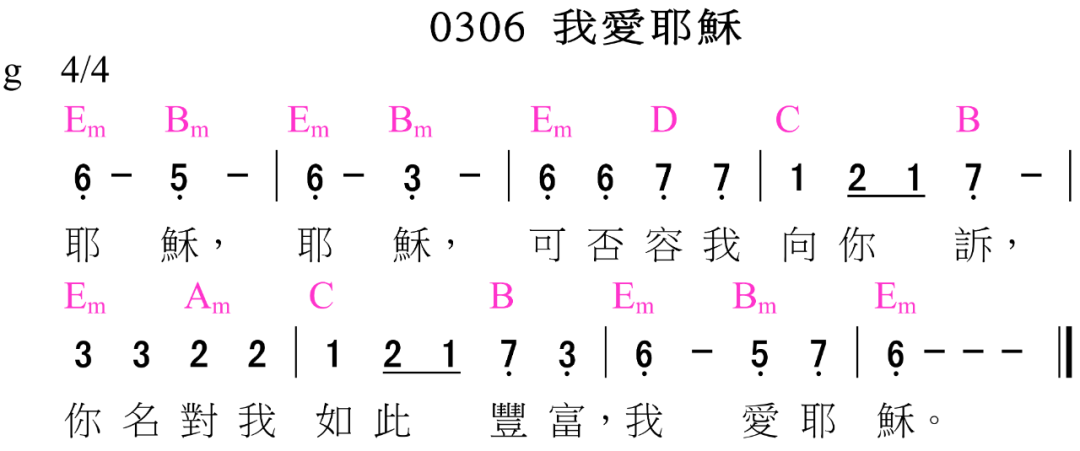 0306 我愛耶穌
g 4/4
Em Bm Em Bm Em D C B
6̣ – 5̣ – | 6̣ – 3̣ – | 6̣ 6̣ 7̣ 7̣ | 1 2 1 7̣ – |
耶 穌， 耶 穌， 可 否 容 我 向 你 訴，
Em Am C B Em Bm Em
3 3 2 2 | 1 2 1 7̣ 3̣ | 6̣ – 5̣ 7̣ | 6̣ – – – ‖
你 名 對 我 如 此 豐 富，我 愛 耶 穌。